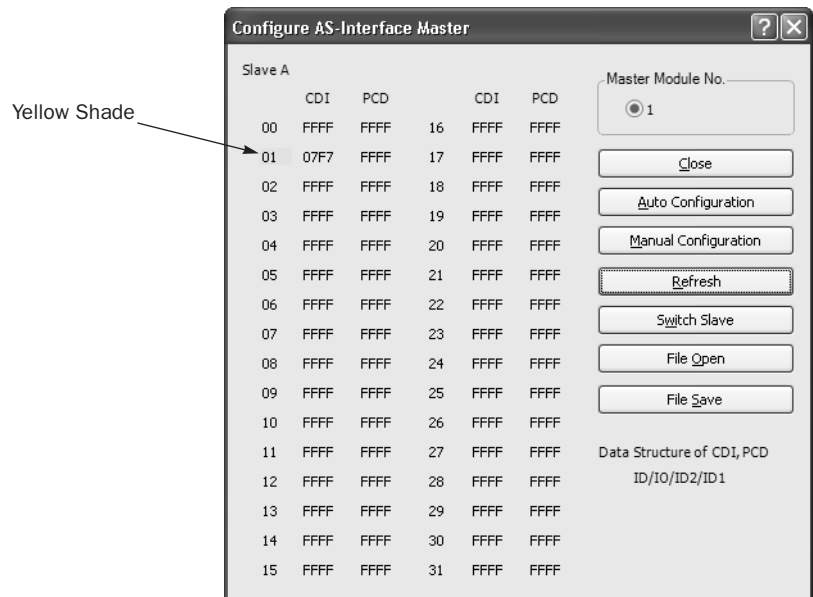 Configure AS-Interface Master
Slave A
CDI PCD CDI PCD
Yellow Shade
00 FFFF FFFF 16 FFFF FFFF
01 07F7 FFFF 17 FFFF FFFF
02 FFFF FFFF 18 FFFF FFFF
03 FFFF FFFF 19 FFFF FFFF
04 FFFF FFFF 20 FFFF FFFF
05 FFFF FFFF 21 FFFF FFFF
06 FFFF FFFF 22 FFFF FFFF
07 FFFF FFFF 23 FFFF FFFF
08 FFFF FFFF 24 FFFF FFFF
09 FFFF FFFF 25 FFFF FFFF
10 FFFF FFFF 26 FFFF FFFF
11 FFFF FFFF 27 FFFF FFFF
12 FFFF FFFF 28 FFFF FFFF
13 FFFF FFFF 29 FFFF FFFF
14 FFFF FFFF 30 FFFF FFFF
15 FFFF FFFF 31 FFFF FFFF
Master Module No.
1
Close
Auto Configuration
Manual Configuration
Refresh
Switch Slave
File Open
File Save
Data Structure of CDI, PCD
ID/IO/ID2/ID1